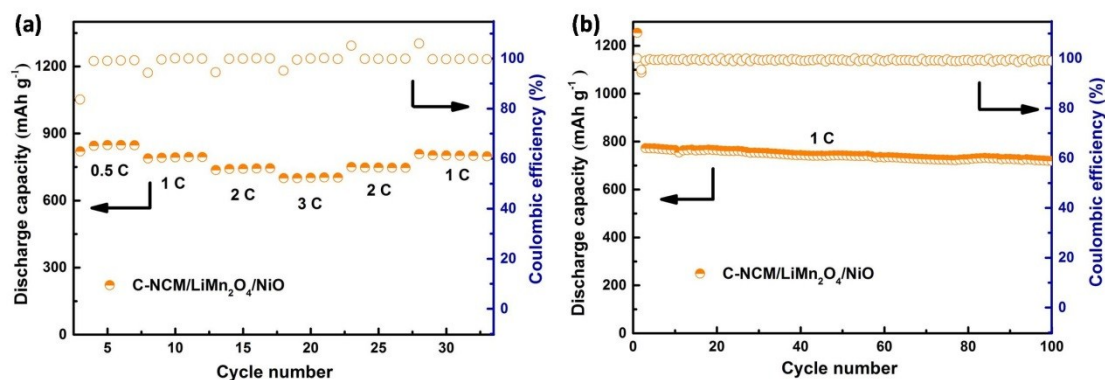 (a)
Discharge capacity (mAh g⁻¹)
1200
900
600
300
0
0.5 C
1 C
2 C
3 C
2 C
1 C
C-NCM/LiMn₂O₄/NiO
5
10
15
20
25
30
Cycle number
100
80
60
40
20
0
Coulombic efficiency (%)
(b)
Discharge capacity (mAh g⁻¹)
1200
1000
800
600
400
200
0
1 C
C-NCM/LiMn₂O₄/NiO
0
20
40
60
80
100
Cycle number
100
80
60
40
20
0
Coulombic efficiency (%)